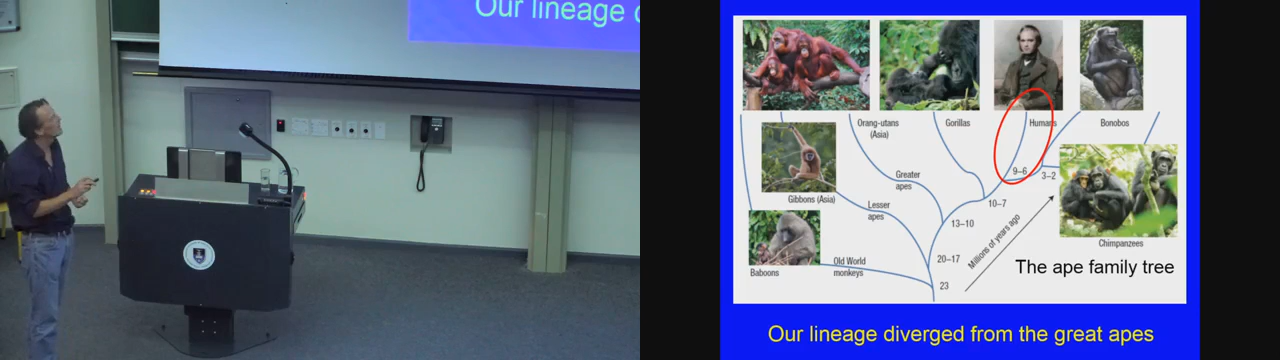 Our lineage
Orang-utans
(Asia)
Gorillas
Humans
Bonobos
9–6
3–2
Greater
apes
Gibbons (Asia)
Lesser
apes
10–7
13–10
Millions of years ago
Chimpanzees
20–17
Old World
monkeys
The ape family tree
Baboons
23
Our lineage diverged from the great apes